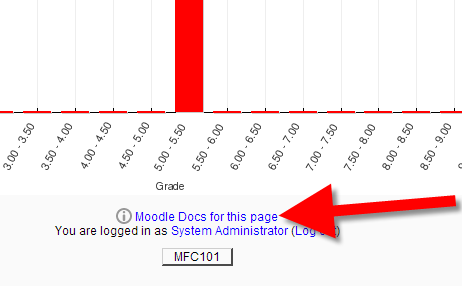 3.00 - 3.50
3.50 - 4.00
4.00 - 4.50
4.50 - 5.00
5.00 - 5.50
5.50 - 6.00
6.00 - 6.50
6.50 - 7.00
7.00 - 7.50
7.50 - 8.00
8.00 - 8.50
8.50 - 9.00
Grade
Moodle Docs for this page
You are logged in as System Administrator (Log out)
MFC101